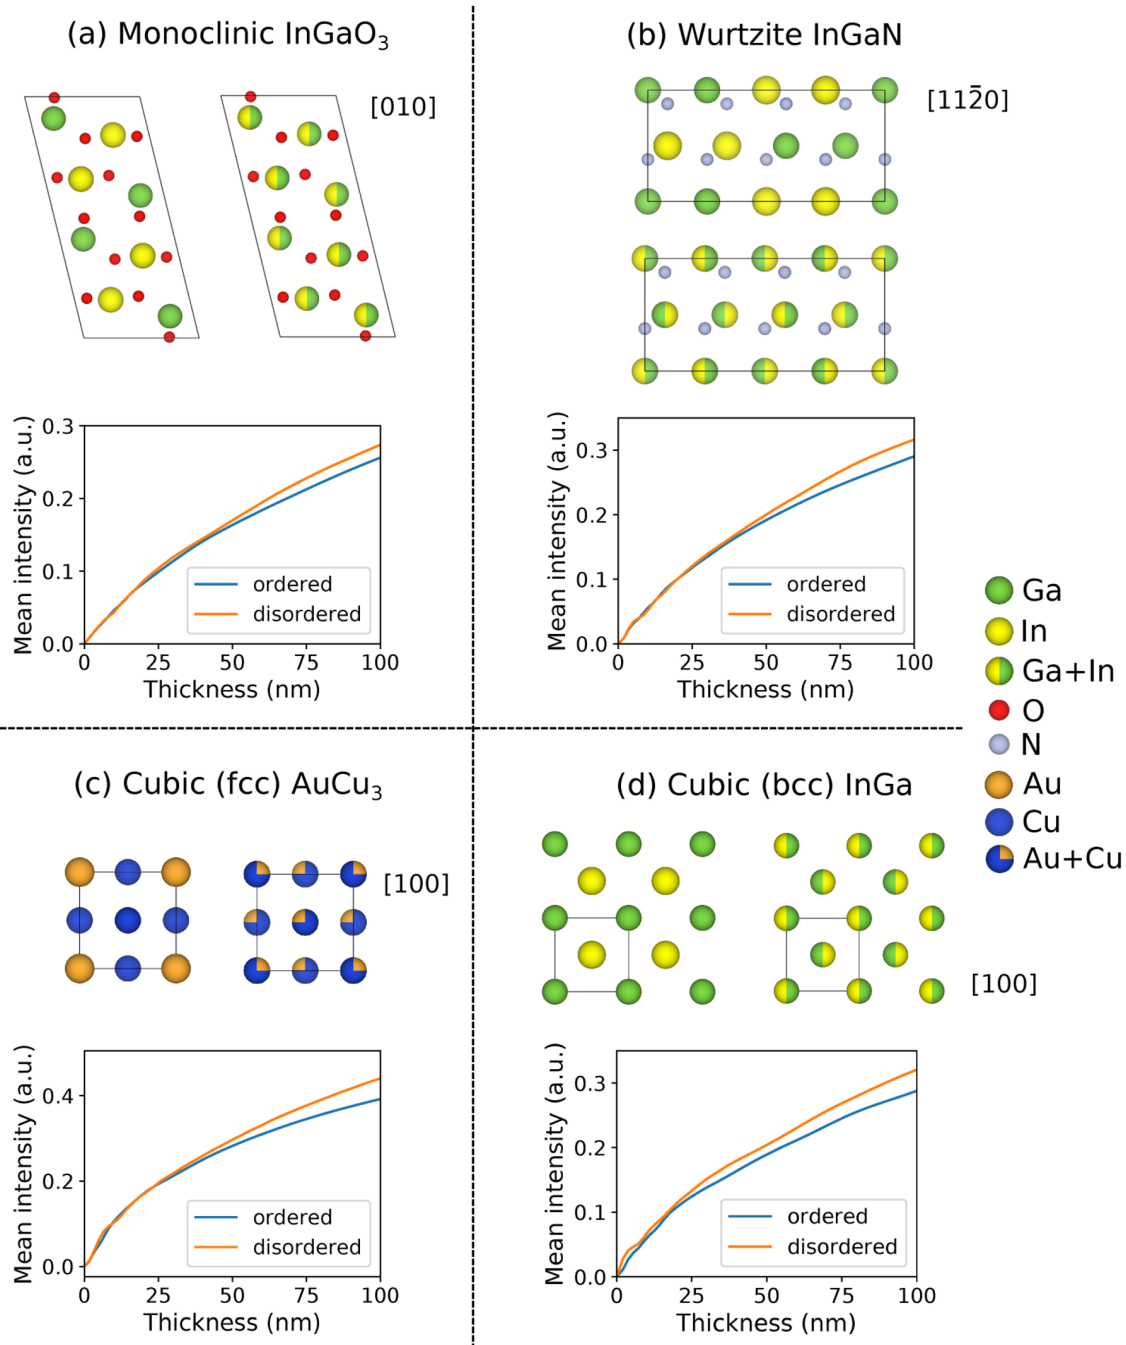 (a) Monoclinic InGaO₃
[010]
Mean intensity (a.u.)
0.3
0.2
0.1
0.0
ordered
disordered
0 25 50 75 100
Thickness (nm)
(b) Wurtzite InGaN
[112̄0]
Mean intensity (a.u.)
0.3
0.2
0.1
0.0
ordered
disordered
0 25 50 75 100
Thickness (nm)
Ga
In
Ga+In
O
N
Au
Cu
Au+Cu
(c) Cubic (fcc) AuCu₃
[100]
Mean intensity (a.u.)
0.4
0.2
0.0
ordered
disordered
0 25 50 75 100
Thickness (nm)
(d) Cubic (bcc) InGa
[100]
Mean intensity (a.u.)
0.3
0.2
0.1
0.0
ordered
disordered
0 25 50 75 100
Thickness (nm)